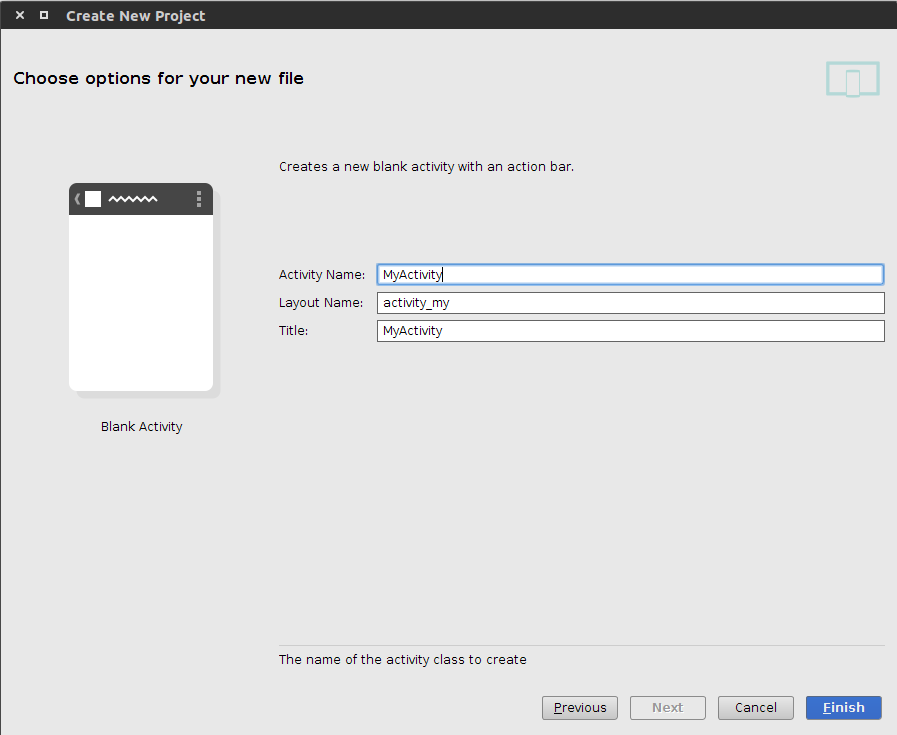 Create New Project
Choose options for your new file
Creates a new blank activity with an action bar.
Activity Name: MyActivity
Layout Name: activity_my
Title: MyActivity
Blank Activity
The name of the activity class to create
Previous Next Cancel Finish